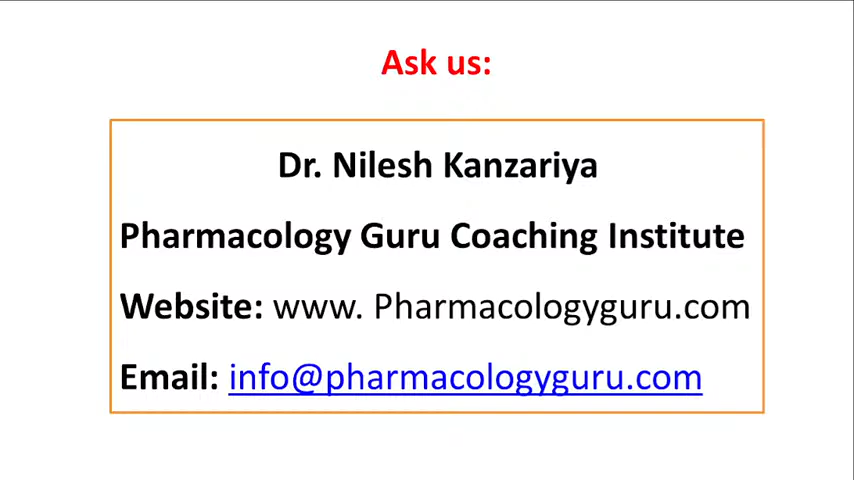 Ask us:
Dr. Nilesh Kanzariya
Pharmacology Guru Coaching Institute
Website: www. Pharmacologyguru.com
Email: info@pharmacologyguru.com